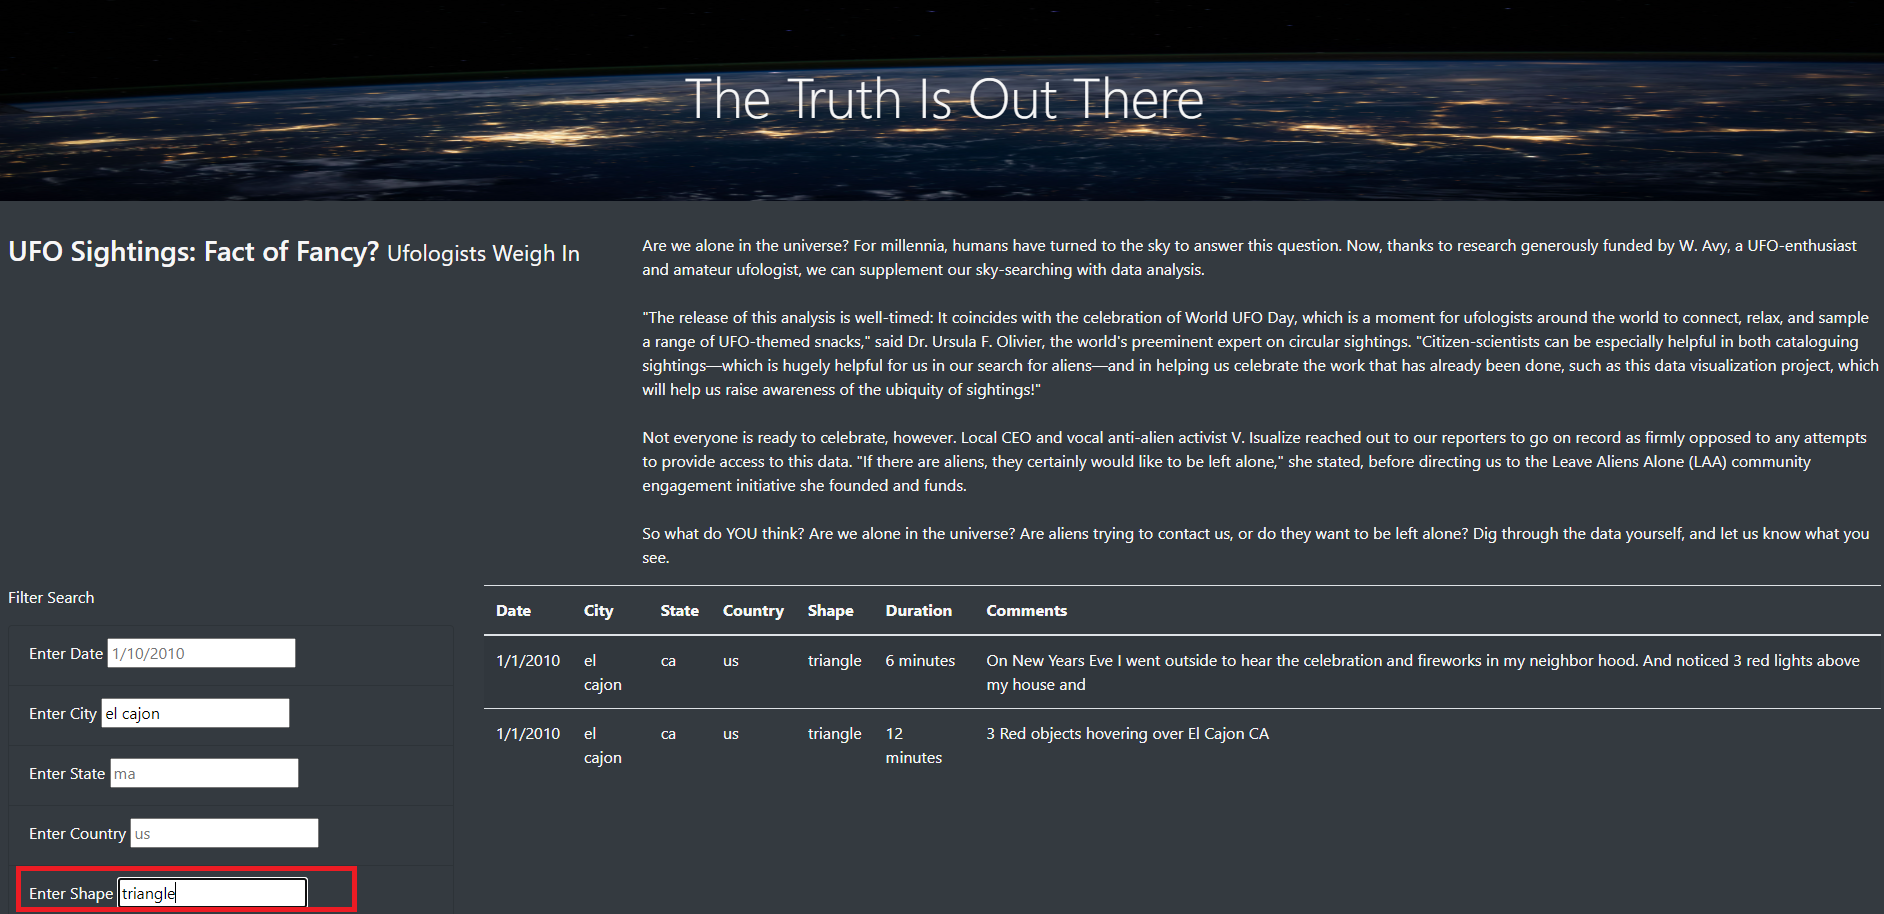 The Truth Is Out There
UFO Sightings: Fact of Fancy? Ufologists Weigh In
Are we alone in the universe? For millennia, humans have turned to the sky to answer this question. Now, thanks to research generously funded by W. Avy, a UFO-enthusiast
and amateur ufologist, we can supplement our sky-searching with data analysis.
"The release of this analysis is well-timed: It coincides with the celebration of World UFO Day, which is a moment for ufologists around the world to connect, relax, and sample
a range of UFO-themed snacks," said Dr. Ursula F. Olivier, the world's preeminent expert on circular sightings. "Citizen-scientists can be especially helpful in both cataloguing
sightings—which is hugely helpful for us in our search for aliens—and in helping us celebrate the work that has already been done, such as this data visualization project, which
will help us raise awareness of the ubiquity of sightings!"
Not everyone is ready to celebrate, however. Local CEO and vocal anti-alien activist V. Isualize reached out to our reporters to go on record as firmly opposed to any attempts
to provide access to this data. "If there are aliens, they certainly would like to be left alone," she stated, before directing us to the Leave Aliens Alone (LAA) community
engagement initiative she founded and funds.
So what do YOU think? Are we alone in the universe? Are aliens trying to contact us, or do they want to be left alone? Dig through the data yourself, and let us know what you
see.
Filter Search
Enter Date 1/10/2010
Enter City el cajon
Enter State ma
Enter Country us
Enter Shape triangle
Date City State Country Shape Duration Comments
1/1/2010 el ca us triangle 6 minutes On New Years Eve I went outside to hear the celebration and fireworks in my neighbor hood. And noticed 3 red lights above
cajon my house and
1/1/2010 el ca us triangle 12 3 Red objects hovering over El Cajon CA
cajon minutes